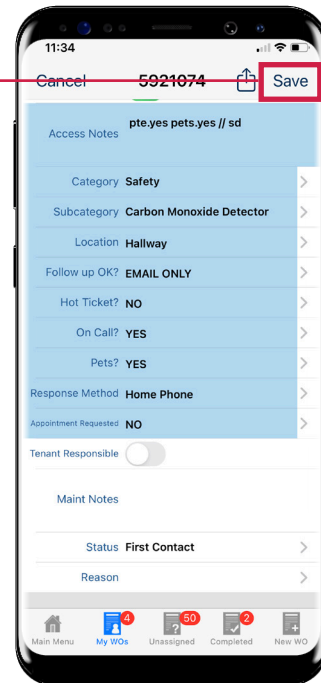 11:34
Cancel 5921074 Save
Access Notes pte.yes pets.yes // sd
Category Safety
Subcategory Carbon Monoxide Detector
Location Hallway
Follow up OK? EMAIL ONLY
Hot Ticket? NO
On Call? YES
Pets? YES
Response Method Home Phone
Appointment Requested NO
Tenant Responsible
Maint Notes
Status First Contact
Reason
4 50 2
Main Menu My WOs Unassigned Completed New WO